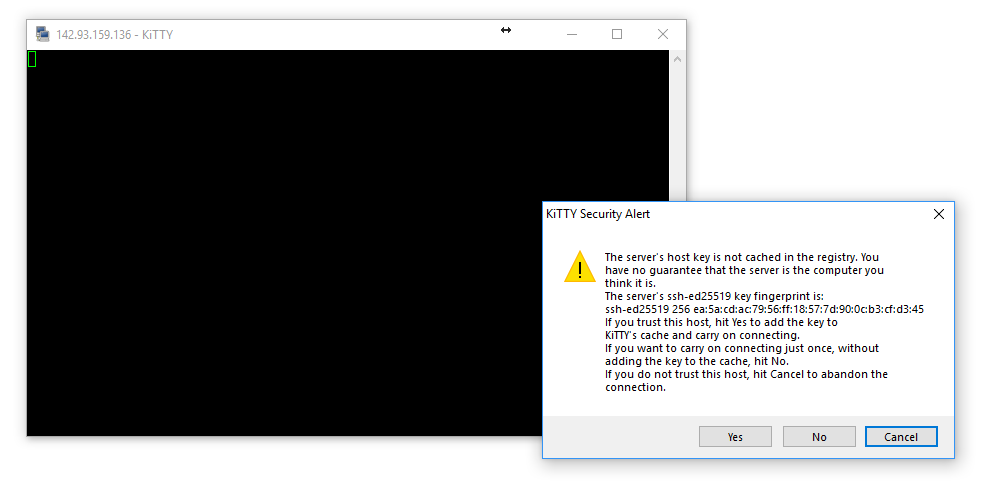 142.93.159.136 - KiTTY
KiTTY Security Alert
The server's host key is not cached in the registry. You
have no guarantee that the server is the computer you
think it is.
The server's ssh-ed25519 key fingerprint is:
ssh-ed25519 256 ea:5a:cd:ac:79:56:ff:18:57:7d:90:0c:b3:cf:d3:45
If you trust this host, hit Yes to add the key to
KiTTY's cache and carry on connecting.
If you want to carry on connecting just once, without
adding the key to the cache, hit No.
If you do not trust this host, hit Cancel to abandon the
connection.
Yes
No
Cancel